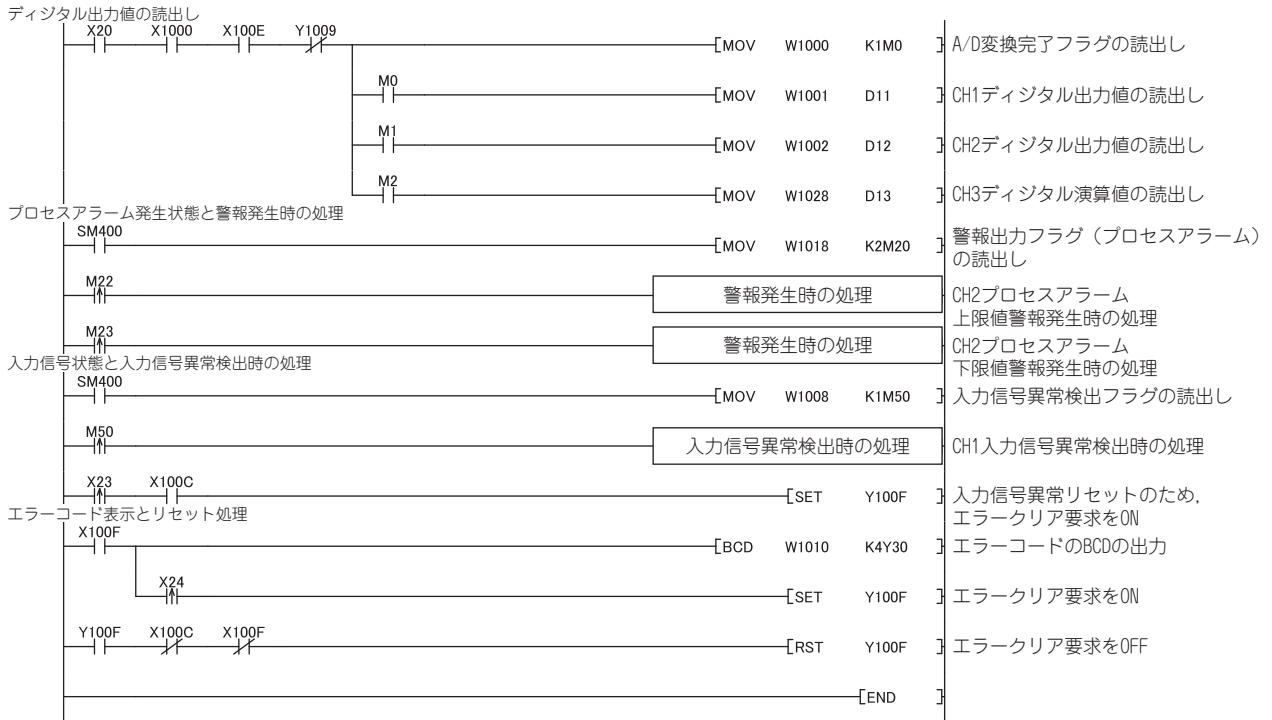 ディジタル出力値の読出し
X20 X1000 X100E Y1009
MOV W1000 K1M0 A/D変換完了フラグの読出し
M0
MOV W1001 D11 CH1ディジタル出力値の読出し
M1
MOV W1002 D12 CH2ディジタル出力値の読出し
M2
MOV W1028 D13 CH3ディジタル演算値の読出し
プロセスアラーム発生状態と警報発生時の処理
SM400
MOV W1018 K2M20 警報出力フラグ（プロセスアラーム）
の読出し
M22
警報発生時の処理 CH2プロセスアラーム
上限値警報発生時の処理
M23
警報発生時の処理 CH2プロセスアラーム
下限値警報発生時の処理
入力信号状態と入力信号異常検出時の処理
SM400
MOV W1008 K1M50 入力信号異常検出フラグの読出し
M50
入力信号異常検出時の処理 CH1入力信号異常検出時の処理
X23 X100C
SET Y100F 入力信号異常リセットのため,
エラークリア要求をON
エラーコード表示とリセット処理
X100F
BCD W1010 K4Y30 エラーコードのBCDの出力
X24
SET Y100F エラークリア要求をON
Y100F X100C X100F
RST Y100F エラークリア要求をOFF
END